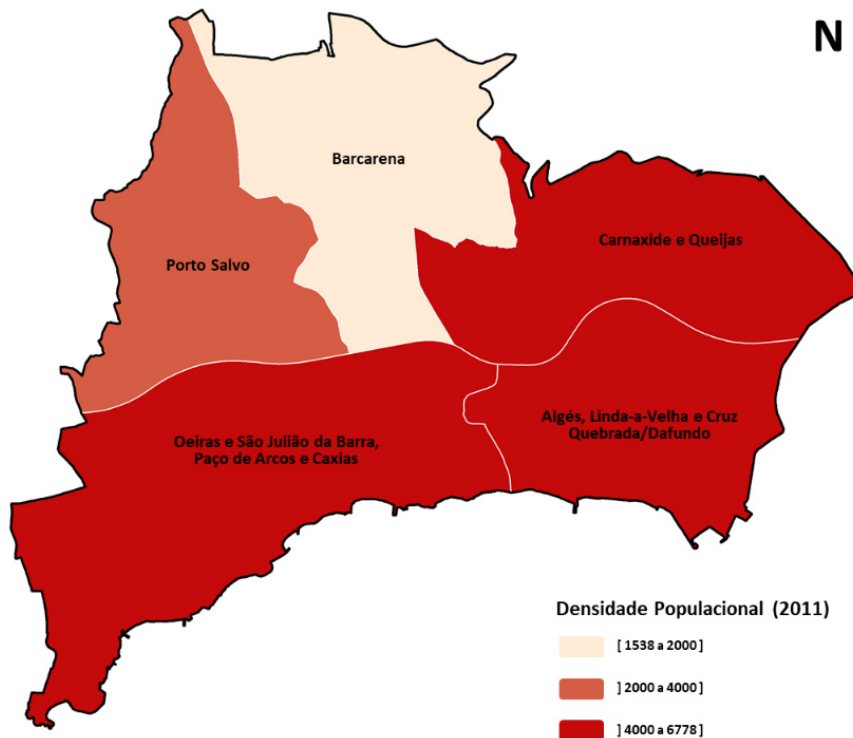 N
Barcarena
Carnaxide e Queijas
Porto Salvo
Algés, Linda-a-Velha e Cruz
Quebrada/Dafundo
Oeiras e São Julião da Barra,
Paço de Arcos e Caxias
Densidade Populacional (2011)
[ 1538 a 2000 ]
] 2000 a 4000 ]
] 4000 a 6778 ]